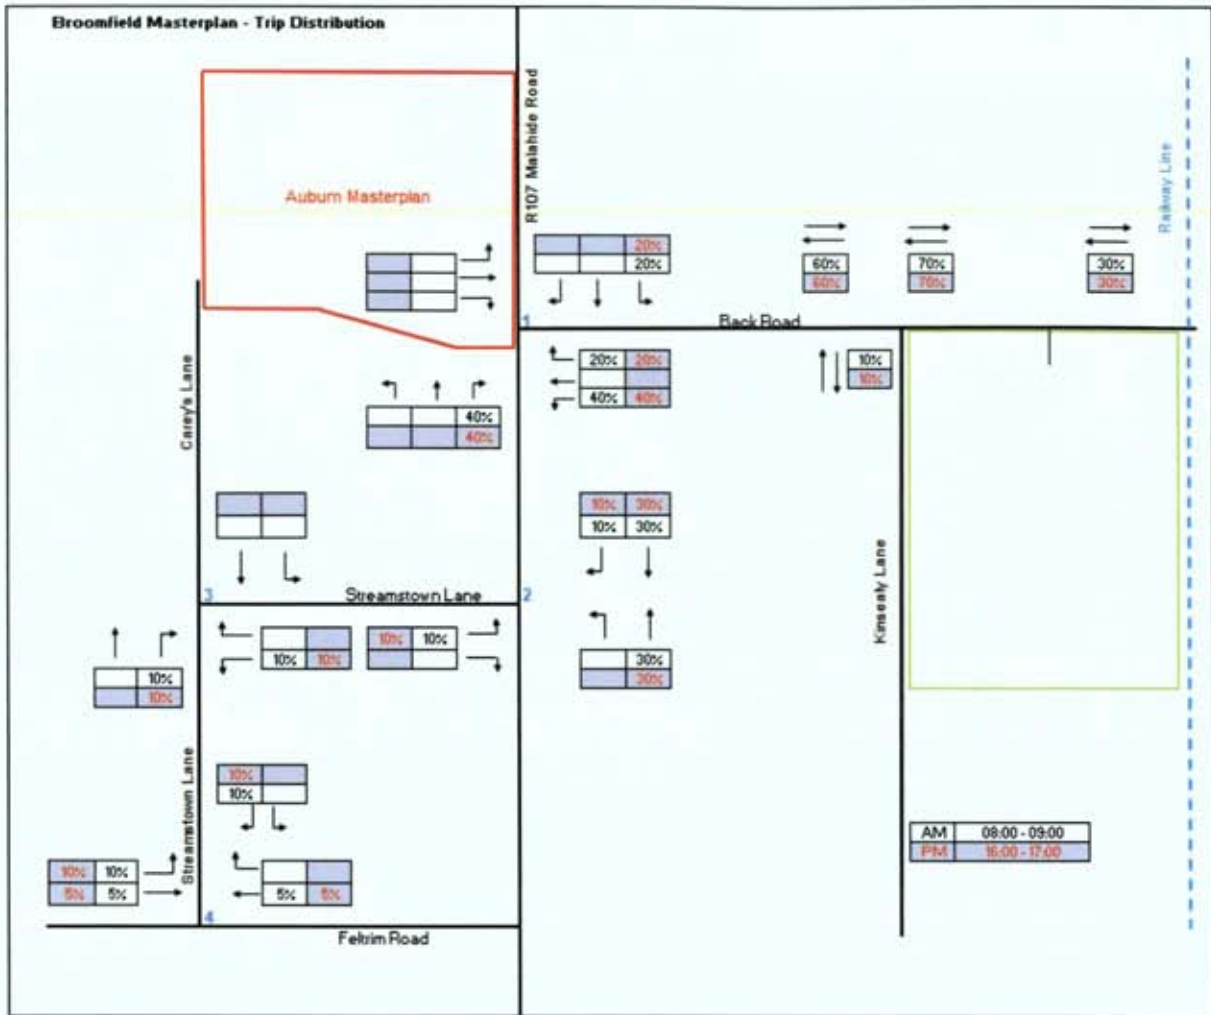 Broomfield Masterplan - Trip Distribution
R107 Malahide Road
Railway Line
Auburn Masterplan
20%
20%
60% 70% 30%
60% 70% 30%
1
Back Road
20% 20%
40% 40%
10%
10%
40%
40%
Carey's Lane
10% 30%
10% 30%
Kinsealy Lane
3
Streamstown Lane
2
10%
10% 10%
10% 10%
10%
30%
30%
Streamstown Lane
10%
10%
AM 08:00 - 09:00
PM 16:00 - 17:00
10% 10%
5% 5%
5% 5%
4
Feltrim Road